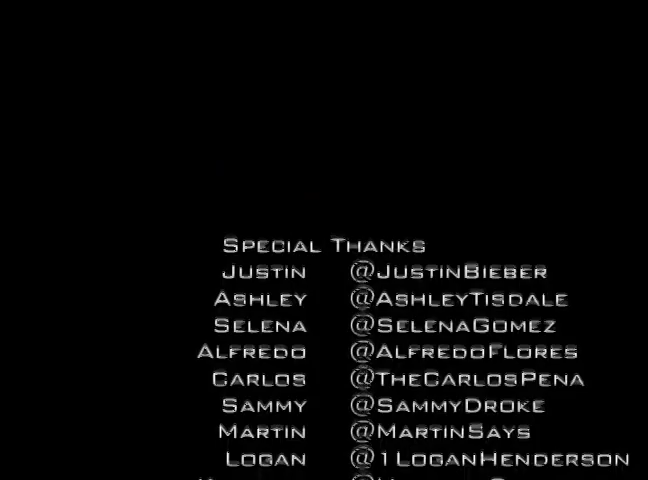 Special Thanks
Justin @JustinBieber
Ashley @AshleyTisdale
Selena @SelenaGomez
Alfredo @AlfredoFlores
Carlos @TheCarlosPena
Sammy @SammyDroke
Martin @MartinSays
Logan @1LoganHenderson